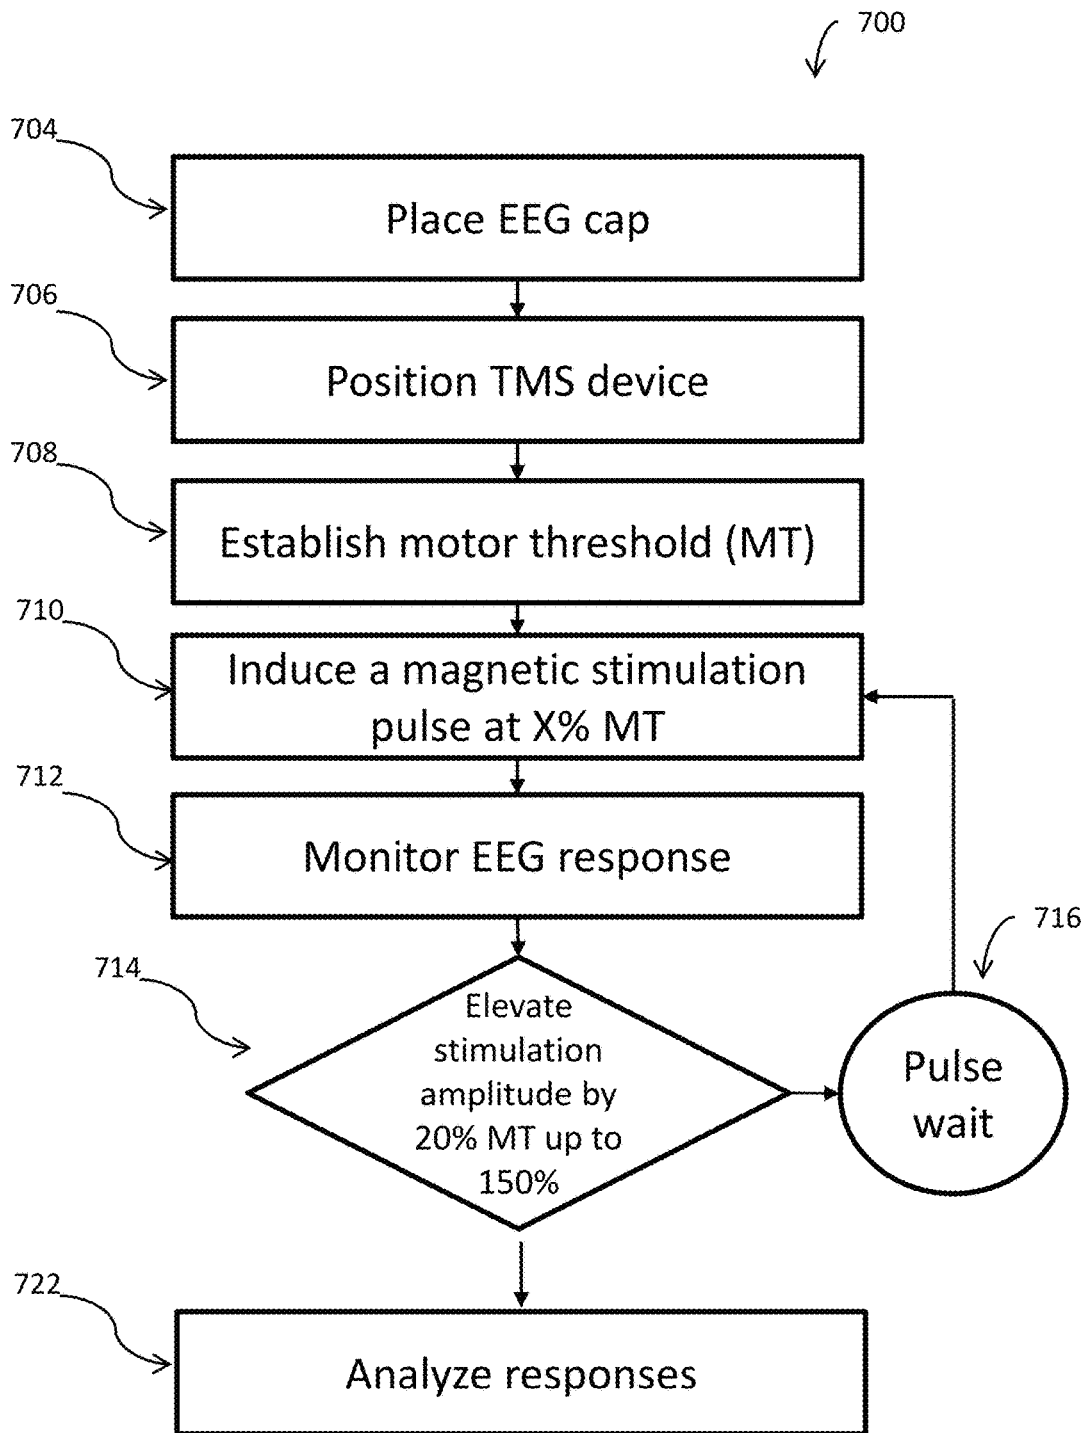 700
704
Place EEG cap
706
Position TMS device
708
Establish motor threshold (MT)
710
Induce a magnetic stimulation
pulse at X% MT
712
Monitor EEG response
714
Elevate
stimulation
amplitude by
20% MT up to
150%
716
Pulse
wait
722
Analyze responses